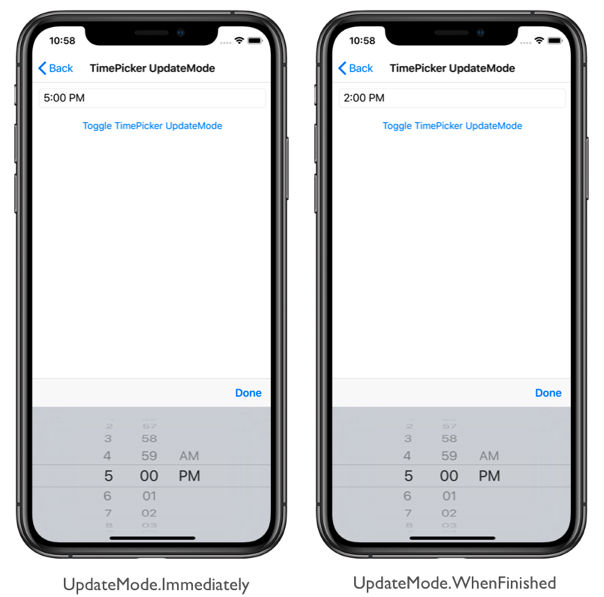 10:58
Back TimePicker UpdateMode
5:00 PM
Toggle TimePicker UpdateMode
Done
2 57
3 58
4 59 AM
5 00 PM
6 01
7 02
8 03
UpdateMode.Immediately
10:58
Back TimePicker UpdateMode
2:00 PM
Toggle TimePicker UpdateMode
Done
2 57
3 58
4 59 AM
5 00 PM
6 01
7 02
8 03
UpdateMode.WhenFinished